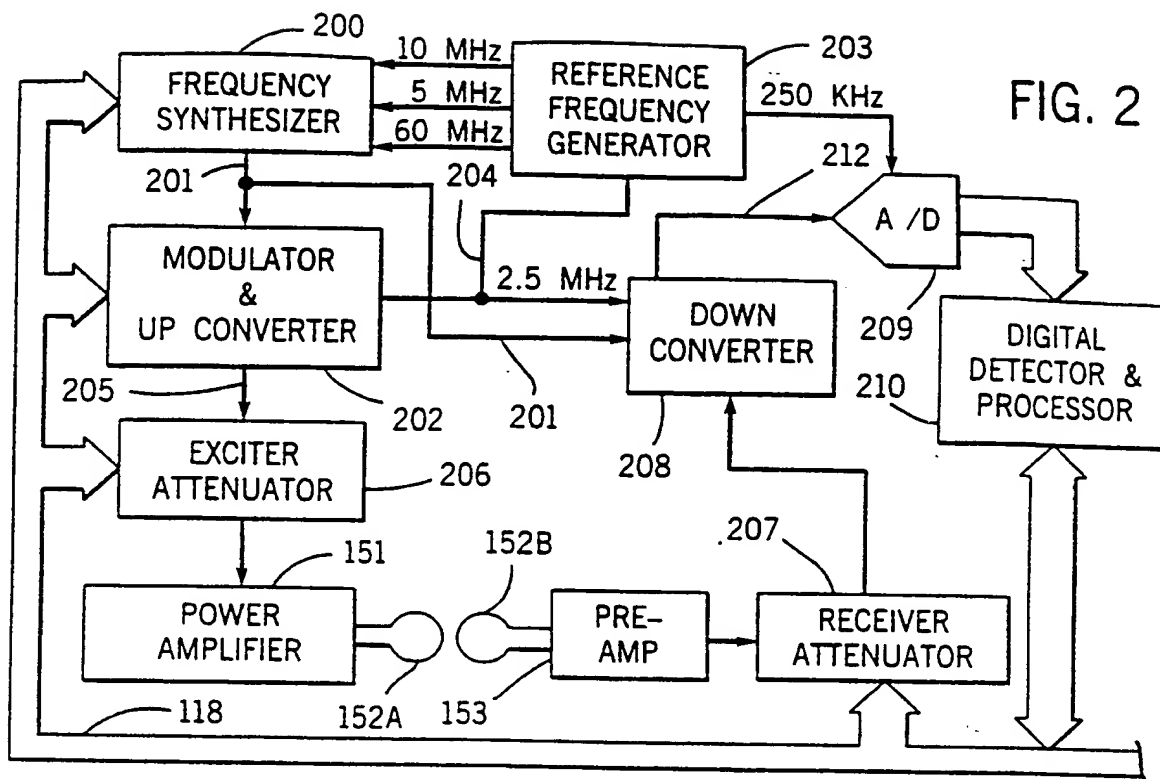 200
10 MHz
5 MHz
60 MHz
FREQUENCY
SYNTHESIZER
REFERENCE
FREQUENCY
GENERATOR
203
250 KHz
FIG. 2
201
204
212
A/D
209
MODULATOR
&
UP CONVERTER
2.5 MHz
DOWN
CONVERTER
DIGITAL
DETECTOR &
PROCESSOR
210
205
202
201
208
EXCITER
ATTENUATOR
206
151
152B
207
POWER
AMPLIFIER
PRE-
AMP
RECEIVER
ATTENUATOR
118
152A
153